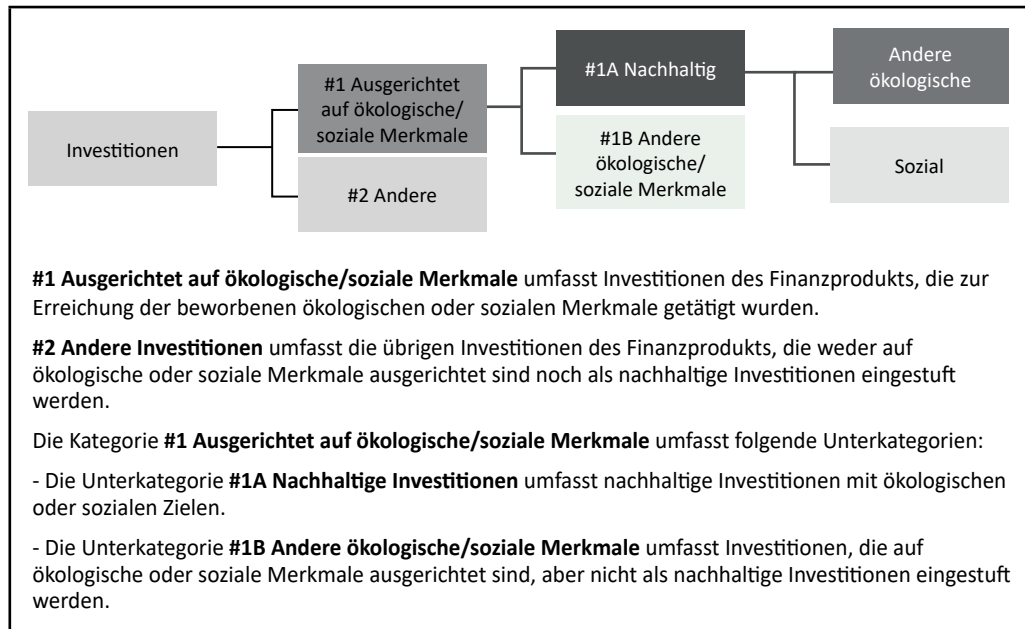 Investitionen
#1 Ausgerichtet
auf ökologische/
soziale Merkmale
#2 Andere
#1A Nachhaltig
#1B Andere
ökologische/
soziale Merkmale
Andere
ökologische
Sozial
#1 Ausgerichtet auf ökologische/soziale Merkmale umfasst Investitionen des Finanzprodukts, die zur
Erreichung der beworbenen ökologischen oder sozialen Merkmale getätigt wurden.
#2 Andere Investitionen umfasst die übrigen Investitionen des Finanzprodukts, die weder auf
ökologische oder soziale Merkmale ausgerichtet sind noch als nachhaltige Investitionen eingestuft
werden.
Die Kategorie #1 Ausgerichtet auf ökologische/soziale Merkmale umfasst folgende Unterkategorien:
- Die Unterkategorie #1A Nachhaltige Investitionen umfasst nachhaltige Investitionen mit ökologischen
oder sozialen Zielen.
- Die Unterkategorie #1B Andere ökologische/soziale Merkmale umfasst Investitionen, die auf
ökologische oder soziale Merkmale ausgerichtet sind, aber nicht als nachhaltige Investitionen eingestuft
werden.